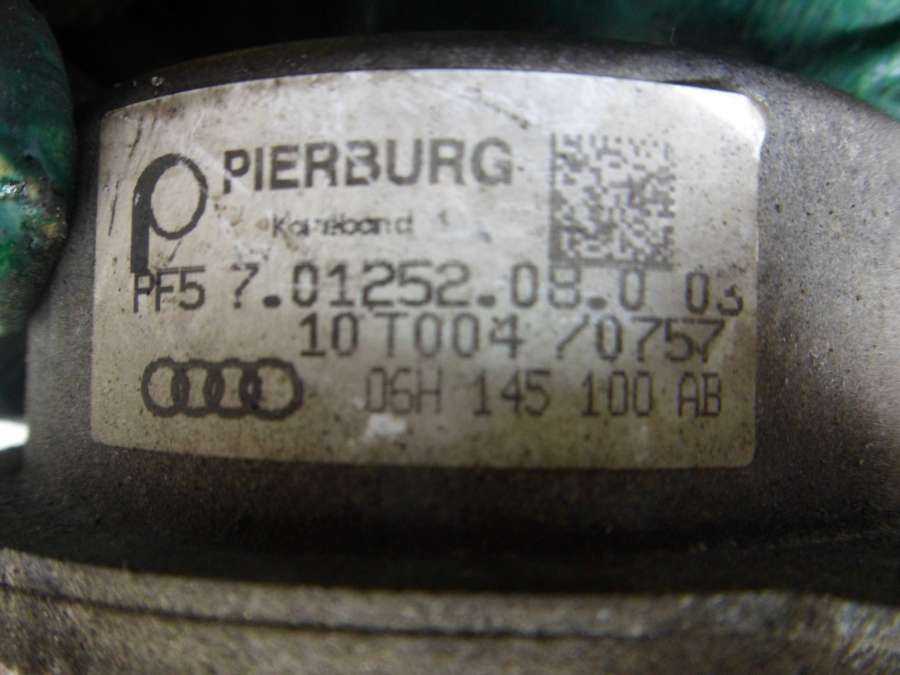 PIERBURG
PF5 7.01252.08.0 03
10T004 /0757
06H 145 100 AB